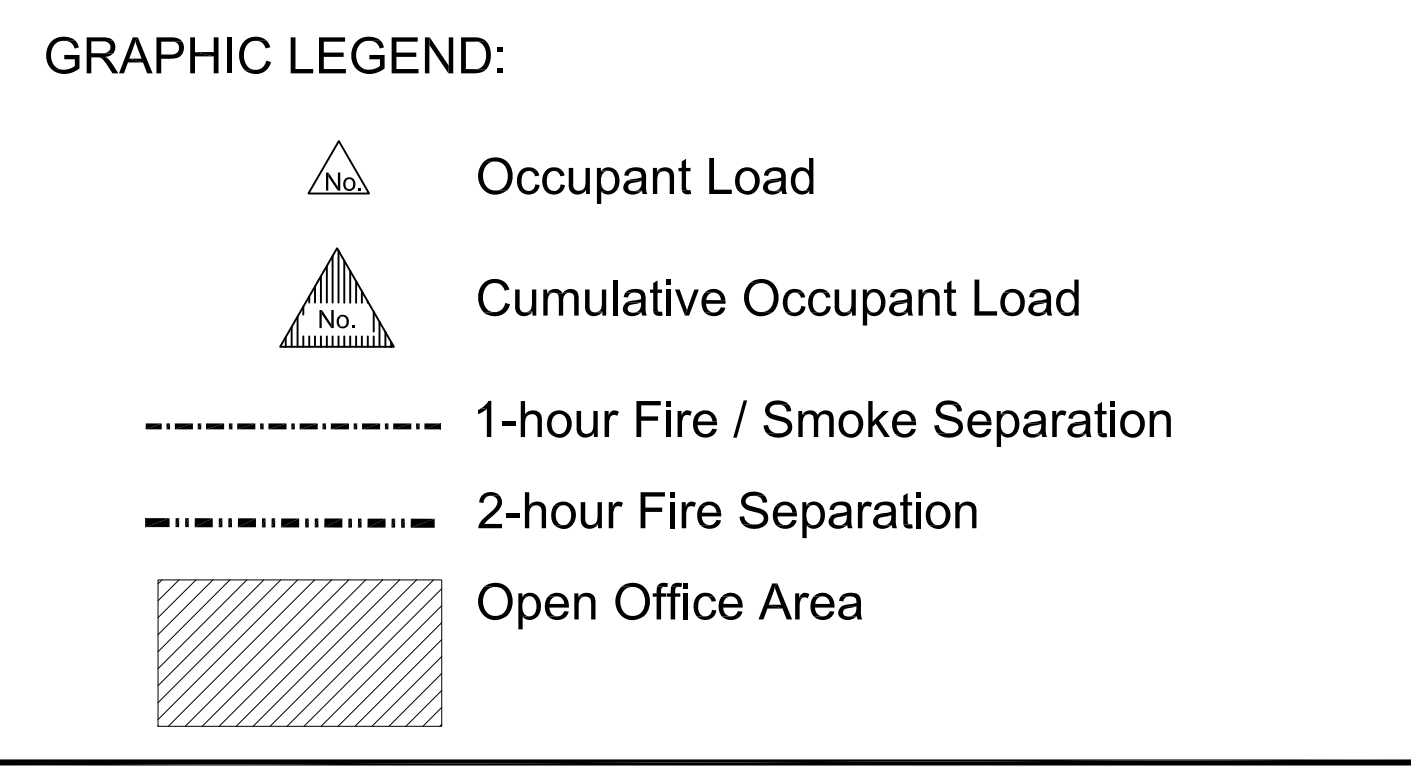 GRAPHIC LEGEND:
No.
Occupant Load
No.
Cumulative Occupant Load
1-hour Fire / Smoke Separation
2-hour Fire Separation
Open Office Area